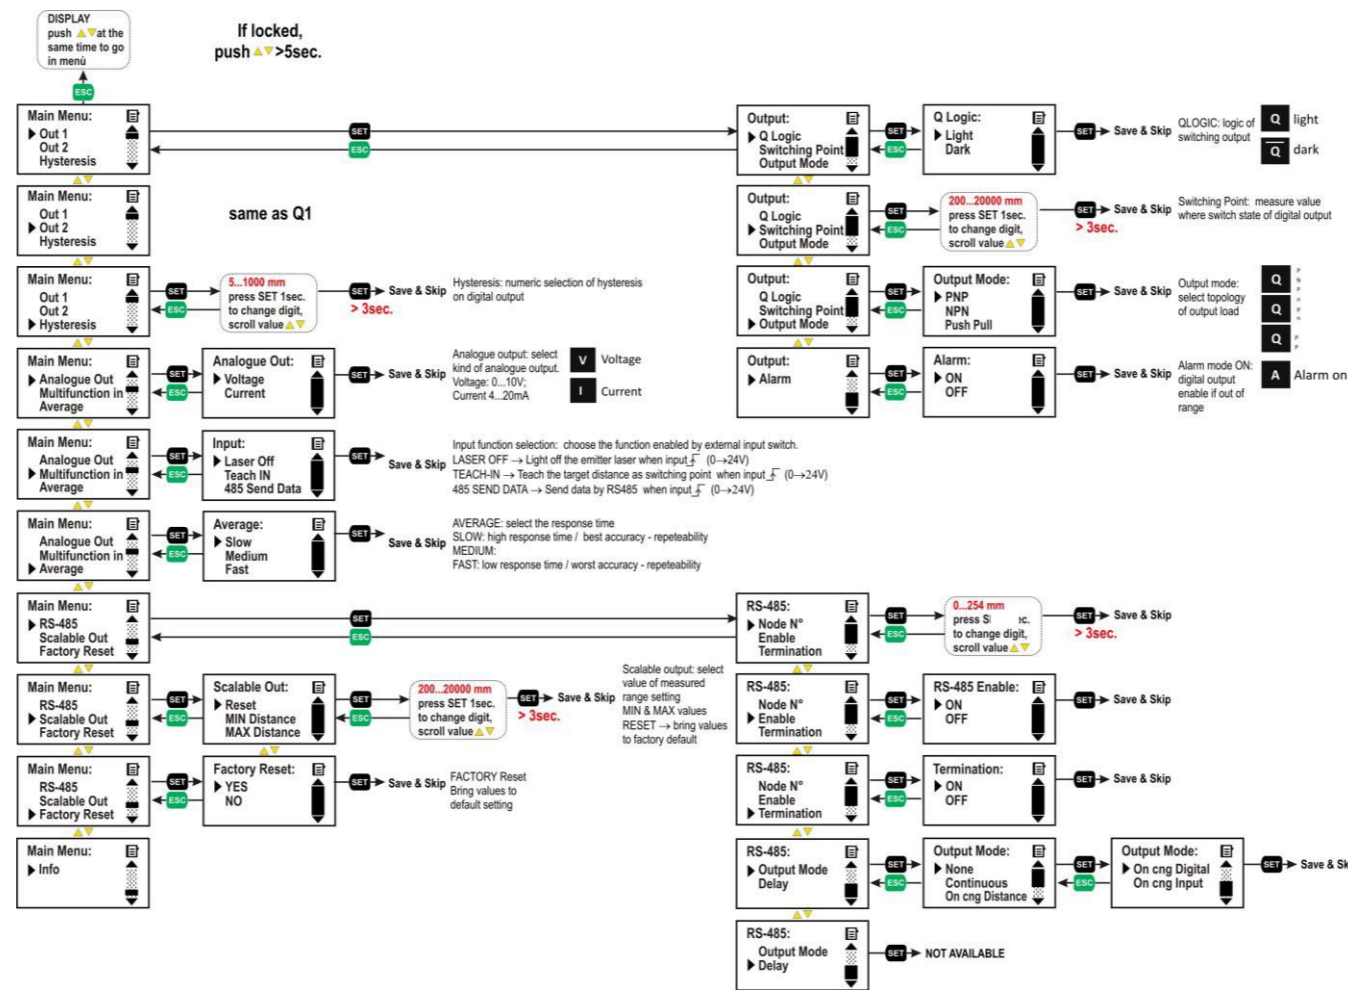 DISPLAY
push ▲▼at the
same time to go
in menù
If locked,
push ▲▼>5sec.
ESC
Main Menu:
Out 1
Out 2
Hysteresis
SET
ESC
Output:
Q Logic
Switching Point
Output Mode
SET
ESC
Q Logic:
Light
Dark
SET
Save & Skip
QLOGIC: logic of
switching output
Q light
Q dark
Main Menu:
Out 1
Out 2
Hysteresis
same as Q1
Output:
Q Logic
Switching Point
Output Mode
SET
ESC
200...20000 mm
press SET 1sec.
to change digit,
scroll value ▲▼
SET
> 3sec.
Save & Skip
Switching Point: measure value
where switch state of digital output
Main Menu:
Out 1
Out 2
Hysteresis
SET
ESC
5...1000 mm
press SET 1sec.
to change digit,
scroll value ▲▼
SET
> 3sec.
Save & Skip
Hysteresis: numeric selection of hysteresis
on digital output
Output:
Q Logic
Switching Point
Output Mode
SET
ESC
Output Mode:
PNP
NPN
Push Pull
SET
Save & Skip
Output mode:
select topology
of output load
Q
Q
Q
Main Menu:
Analogue Out
Multifunction in
Average
SET
ESC
Analogue Out:
Voltage
Current
SET
Save & Skip
Analogue output: select
kind of analogue output.
Voltage: 0...10V;
Current 4...20mA
V Voltage
I Current
Output:
Alarm
SET
ESC
Alarm:
ON
OFF
SET
Save & Skip
Alarm mode ON:
digital output
enable if out of
range
A Alarm on
Main Menu:
Analogue Out
Multifunction in
Average
SET
ESC
Input:
Laser Off
Teach IN
485 Send Data
SET
Save & Skip
Input function selection: choose the function enabled by external input switch.
LASER OFF → Light off the emitter laser when input (0→24V)
TEACH-IN → Teach the target distance as switching point when input (0→24V)
485 SEND DATA → Send data by RS485 when input (0→24V)
Main Menu:
Analogue Out
Multifunction in
Average
SET
ESC
Average:
Slow
Medium
Fast
SET
Save & Skip
AVERAGE: select the response time
SLOW: high response time / best accuracy - repeteability
MEDIUM:
FAST: low response time / worst accuracy - repeteability
Main Menu:
RS-485
Scalable Out
Factory Reset
SET
ESC
RS-485:
Node N°
Enable
Termination
SET
ESC
0...254 mm
press S ec.
to change digit,
scroll value ▲▼
SET
> 3sec.
Save & Skip
Main Menu:
RS-485
Scalable Out
Factory Reset
SET
ESC
Scalable Out:
Reset
MIN Distance
MAX Distance
SET
ESC
200...20000 mm
press SET 1sec.
to change digit,
scroll value ▲▼
SET
> 3sec.
Save & Skip
Scalable output: select
value of measured
range setting
MIN & MAX values
RESET → bring values
to factory default
RS-485:
Node N°
Enable
Termination
SET
ESC
RS-485 Enable:
ON
OFF
SET
Save & Skip
Main Menu:
RS-485
Scalable Out
Factory Reset
SET
ESC
Factory Reset:
YES
NO
SET
Save & Skip
FACTORY Reset
Bring values to
default setting
RS-485:
Node N°
Enable
Termination
SET
ESC
Termination:
ON
OFF
SET
Save & Skip
Main Menu:
Info
RS-485:
Output Mode
Delay
SET
ESC
Output Mode:
None
Continuous
On cng Distance
SET
ESC
Output Mode:
On cng Digital
On cng Input
SET
Save & Sk
RS-485:
Output Mode
Delay
SET
NOT AVAILABLE